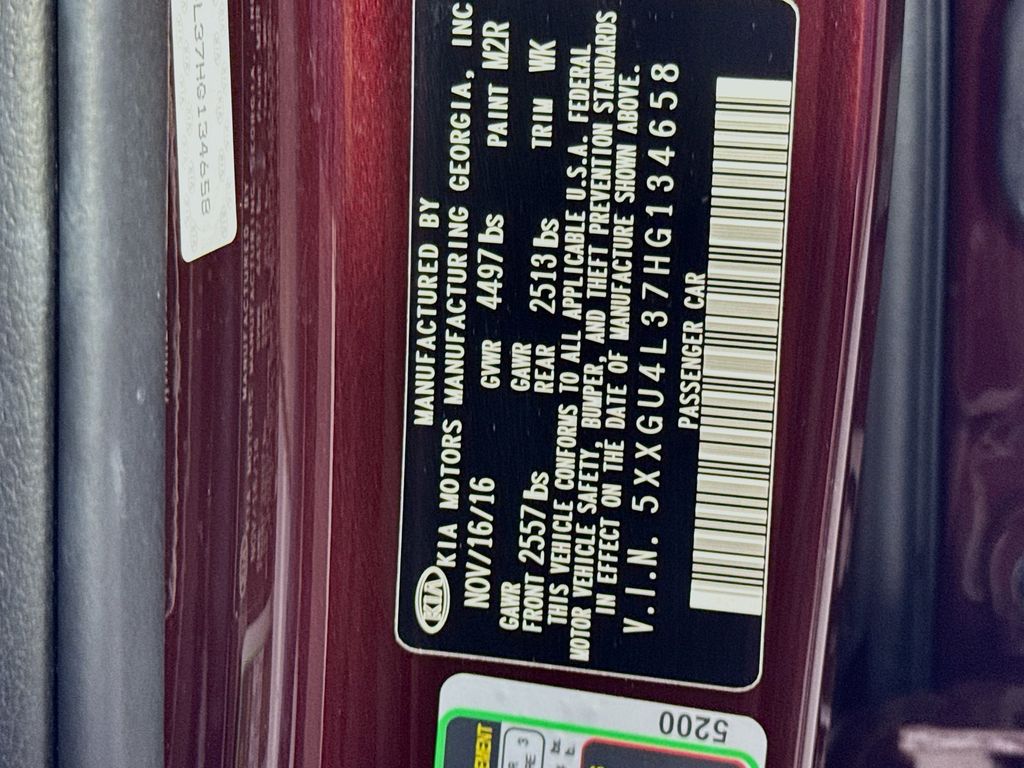 L37HG134658
MANUFACTURED BY
KIA KIA MOTORS MANUFACTURING GEORGIA, INC
NOV/16/16 GVWR 4497lbs PAINT M2R
GAWR GAWR
FRONT 2557lbs REAR 2513lbs TRIM WK
THIS VEHICLE CONFORMS TO ALL APPLICABLE U.S.A. FEDERAL
MOTOR VEHICLE SAFETY, BUMPER, AND THEFT PREVENTION STANDARDS
IN EFFECT ON THE DATE OF MANUFACTURE SHOWN ABOVE.
V.I.N. 5XXGU4L37HG134658
PASSENGER CAR
5200